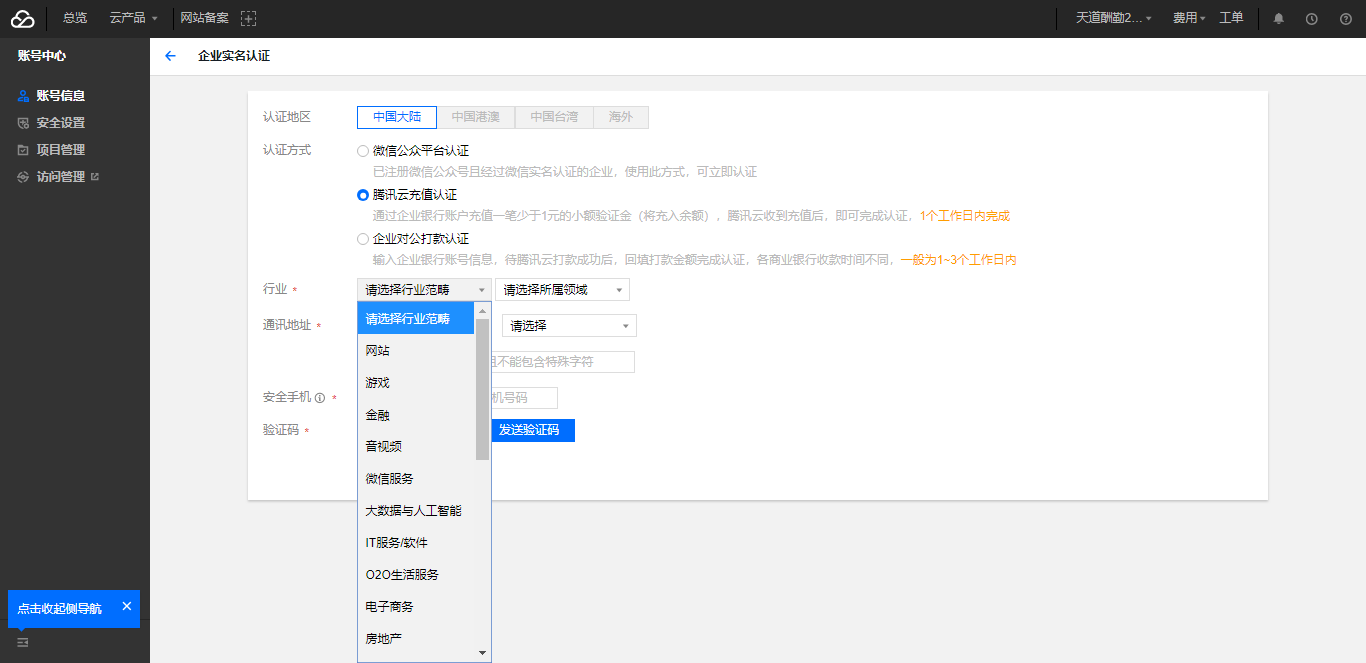 总览 云产品 网站备案 天道酬勤2... 费用 工单
账号中心
企业实名认证
账号信息
安全设置
项目管理
访问管理
认证地区 中国大陆 中国港澳 中国台湾 海外
认证方式 微信公众平台认证
已注册微信公众号且经过微信实名认证的企业，使用此方式，可立即认证
腾讯云充值认证
通过企业银行账户充值一笔少于1元的小额验证金（将充入余额），腾讯云收到充值后，即可完成认证，1个工作日内完成
企业对公打款认证
输入企业银行账号信息，待腾讯云打款成功后，回填打款金额完成认证，各商业银行收款时间不同，一般为1~3个工作日内
行业 * 请选择行业范畴 请选择所属领域
通讯地址 * 请选择
且不能包含特殊字符
安全手机 * 机号码
验证码 * 发送验证码
请选择行业范畴
网站
游戏
金融
音视频
微信服务
大数据与人工智能
IT服务/软件
O2O生活服务
电子商务
房地产
点击收起侧导航